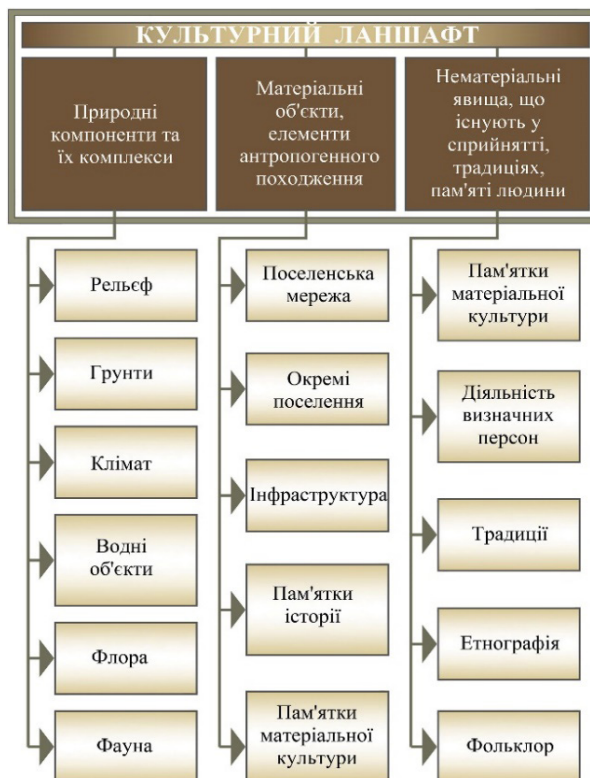 КУЛЬТУРНИЙ ЛАНШАФТ
Природні
компоненти та
їх комплекси
Матеріальні
об'єкти,
елементи
антропогенного
походження
Нематеріальні
явища, що
існують у
сприйнятті,
традиціях,
пам'яті людини
Рельєф
Грунти
Клімат
Водні
об'єкти
Флора
Фауна
Поселенська
мережа
Окремі
поселення
Інфраструктура
Пам'ятки
історії
Пам'ятки
матеріальної
культури
Пам'ятки
матеріальної
культури
Діяльність
визначних
персон
Традиції
Етнографія
Фольклор